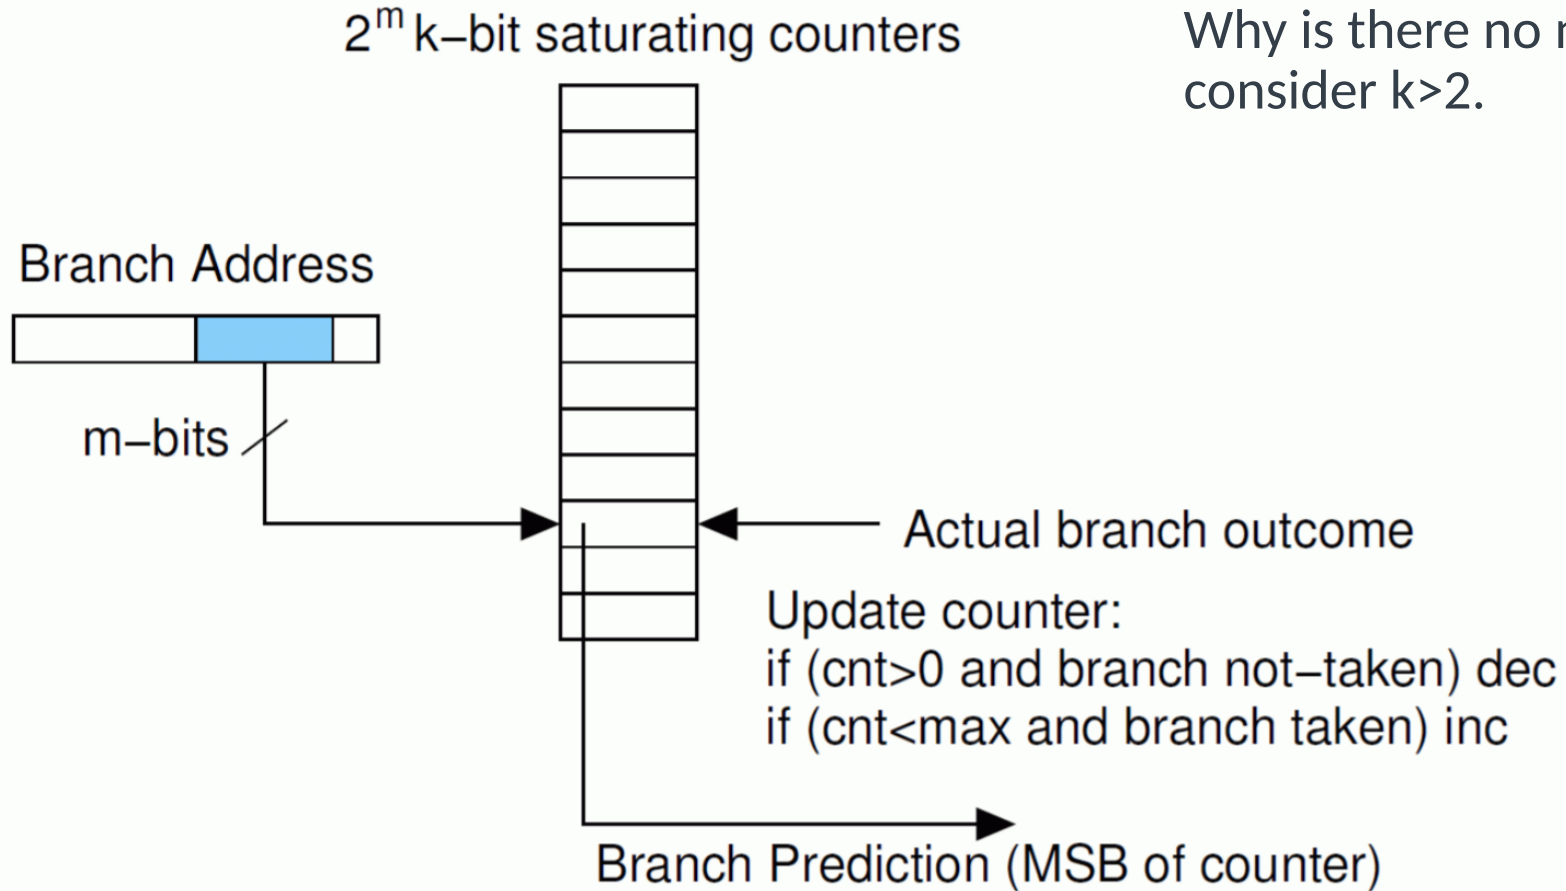 2^m k−bit saturating counters
Why is there no
consider k>2.
Branch Address
m−bits
Actual branch outcome
Update counter:
if (cnt>0 and branch not−taken) dec
if (cnt<max and branch taken) inc
Branch Prediction (MSB of counter)